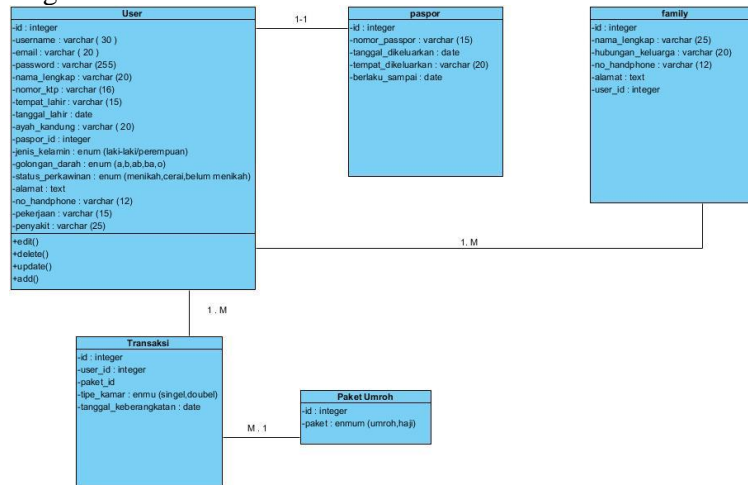 User
-id : integer
-username : varchar ( 30 )
-email : varchar ( 20 )
-password : varchar (255)
-nama_lengkap : varchar (20)
-nomor_ktp : varchar (16)
-tempat_lahir : varchar (15)
-tanggal_lahir : date
-ayah_kandung : varchar ( 20)
-paspor_id : integer
-jenis_kelamin : enum (laki-laki/perempuan)
-golongan_darah : enum (a,b,ab,ba,o)
-status_perkawinan : enum (menikah,cerai,belum menikah)
-alamat : text
-no_handphone : varchar (12)
-pekerjaan : varchar (15)
-penyakit : varchar (25)
+edit()
+delete()
+update()
+add()
1-1
paspor
-id : integer
-nomor_passpor : varchar (15)
-tanggal_dikeluarkan : date
-tempat_dikeluarkan : varchar (20)
-berlaku_sampai : date
family
-id : integer
-nama_lengkap : varchar (25)
-hubungan_keluarga : varchar (20)
-no_handphone : varchar (12)
-alamat : text
-user_id : integer
1. M
1 . M
Transaksi
-id : integer
-user_id : integer
-paket_id
-tipe_kamar : enmu (singel,doubel)
-tanggal_keberangkatan : date
M . 1
Paket Umroh
-id : integer
-paket : enmum (umroh,haji)